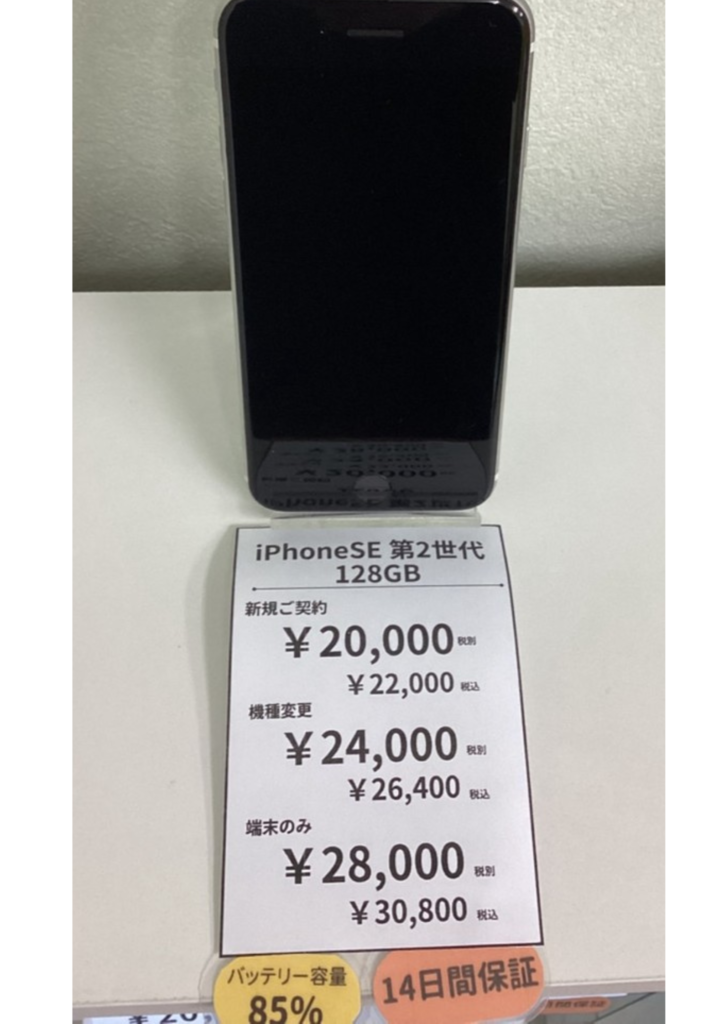 iPhoneSE 第2世代
128GB
新規ご契約
￥20,000 税別
￥22,000 税込
機種変更
￥24,000 税別
￥26,400 税込
端末のみ
￥28,000 税別
￥30,800 税込
バッテリー容量
85%
14日間保証